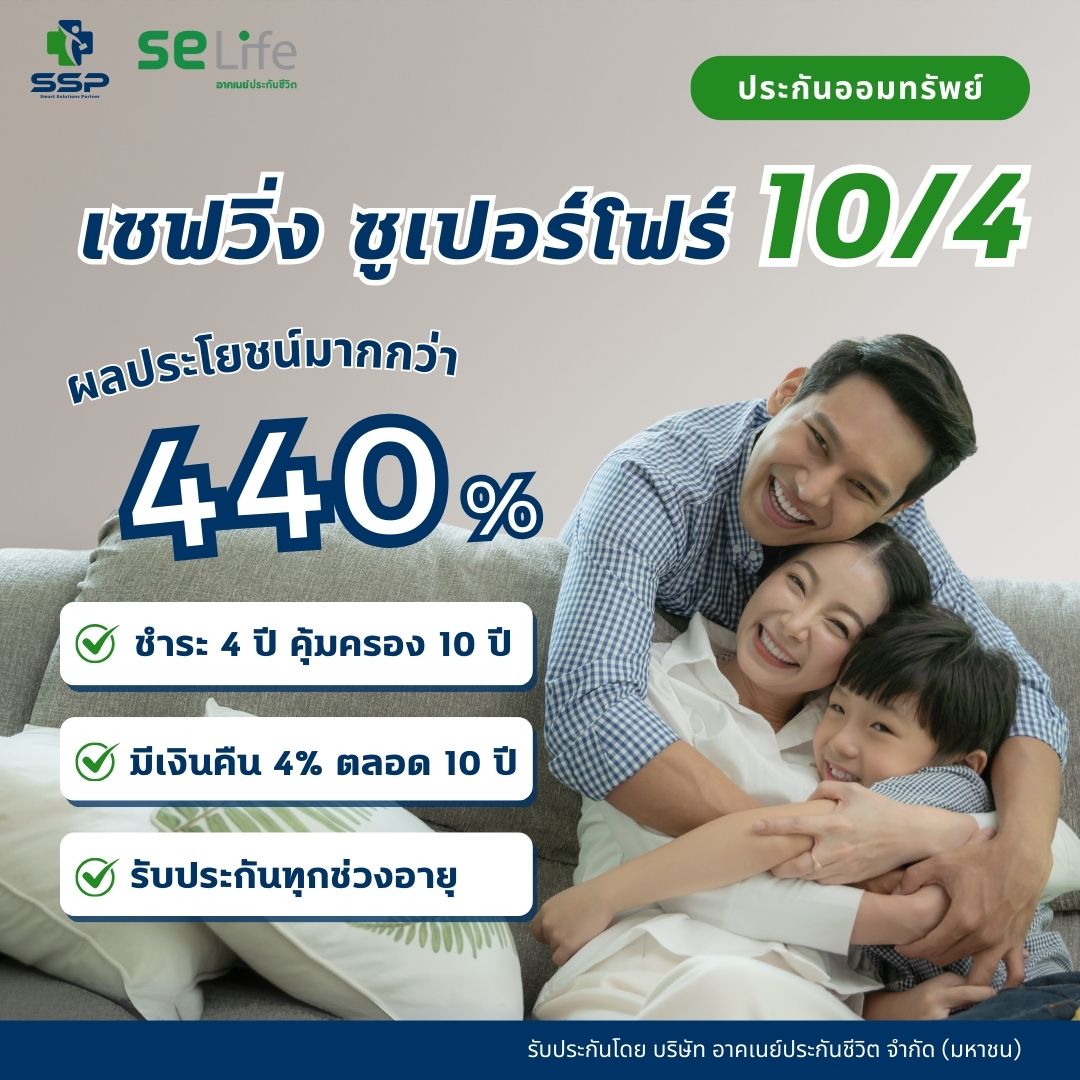 SSP
Smart Solutions Partner
se Life
อาคเนย์ประกันชีวิต
ประกันออมทรัพย์
เซฟวิ่ง ซูเปอร์โฟร์ 10/4
ผลประโยชน์มากกว่า
440%
ชำระ 4 ปี คุ้มครอง 10 ปี
มีเงินคืน 4% ตลอด 10 ปี
รับประกันทุกช่วงอายุ
รับประกันโดย บริษัท อาคเนย์ประกันชีวิต จำกัด (มหาชน)